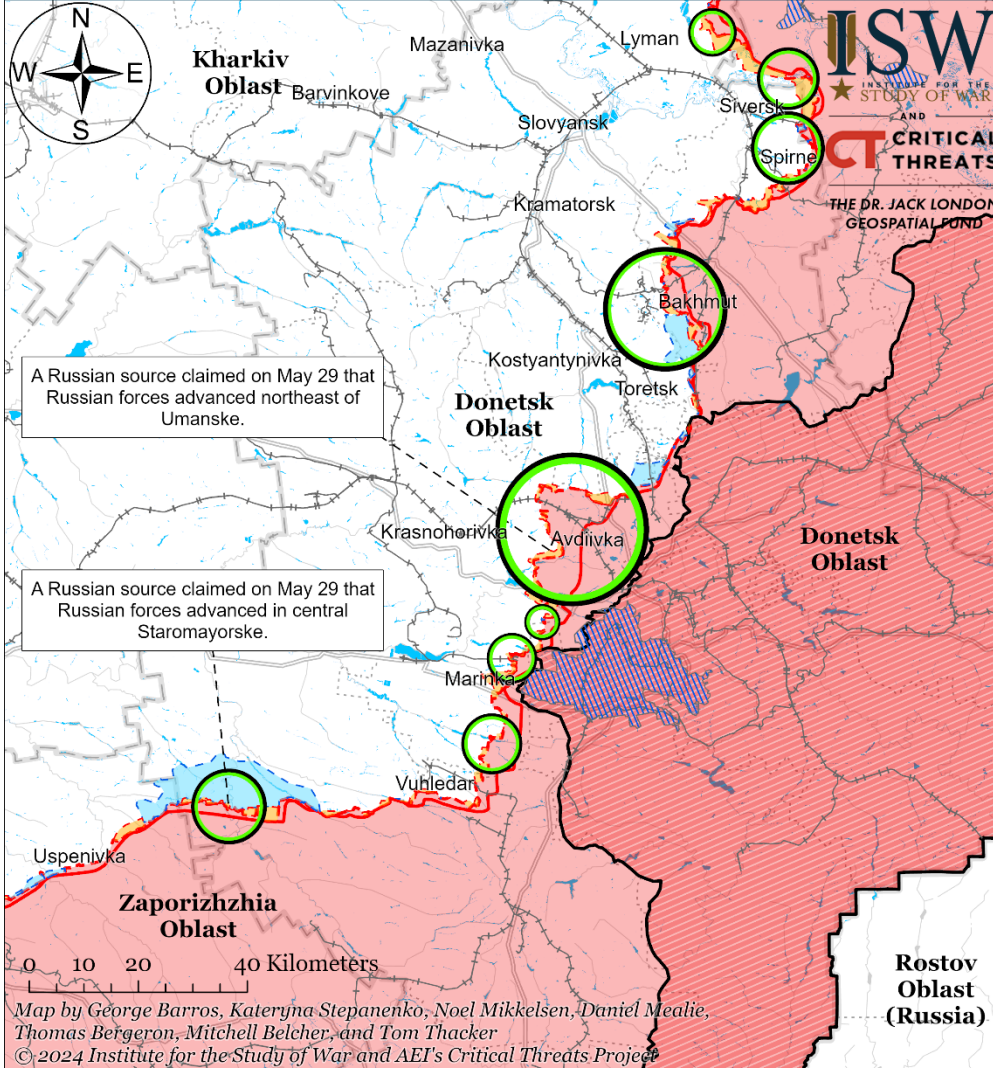 N
W E
S
Kharkiv
Oblast
Mazanivka
Lyman
ISW
INSTITUTE FOR THE
STUDY OF WAR
AND
CT CRITICAL
THREATS
THE DR. JACK LONDON
GEOSPATIAL FUND
Barvinkove
Slovyansk
Siversk
Spirne
Kramatorsk
Bakhmut
Kostyantynivka
Toretsk
A Russian source claimed on May 29 that
Russian forces advanced northeast of
Umanske.
Donetsk
Oblast
Krasnohorivka
Avdiivka
Donetsk
Oblast
A Russian source claimed on May 29 that
Russian forces advanced in central
Staromayorske.
Marinka
Vuhledar
Uspenivka
Zaporizhzhia
Oblast
0 10 20 40 Kilometers
Rostov
Oblast
(Russia)
Map by George Barros, Kateryna Stepanenko, Noel Mikkelsen, Daniel Mealie,
Thomas Bergeron, Mitchell Belcher, and Tom Thacker
© 2024 Institute for the Study of War and AEI's Critical Threats Project